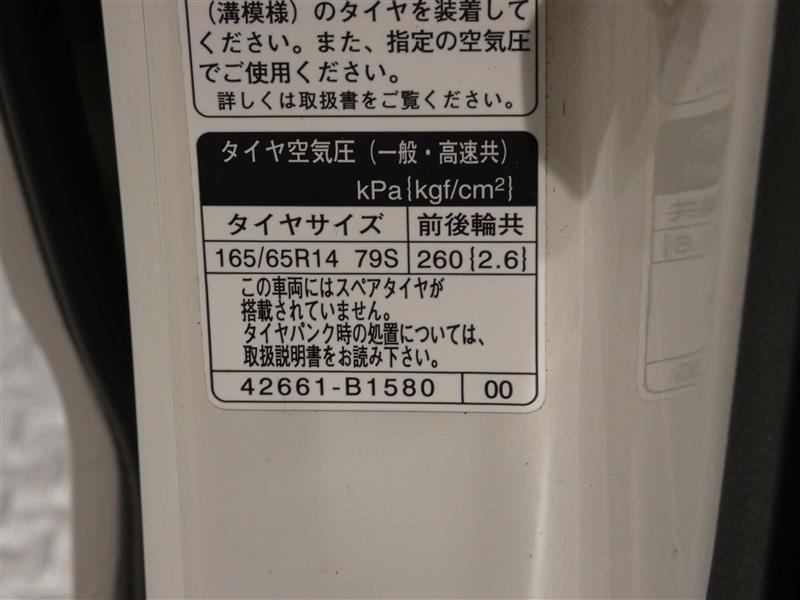 （溝模様）のタイヤを装着して
ください。また、指定の空気圧
でご使用ください。
詳しくは取扱書をご覧ください。
タイヤ空気圧（一般・高速共）
kPa{kgf/cm²}
タイヤサイズ 前後輪共
165/65R14 79S 260{2.6}
この車両にはスペアタイヤが
搭載されていません。
タイヤパンク時の処置については、
取扱説明書をお読み下さい。
42661-B1580 00